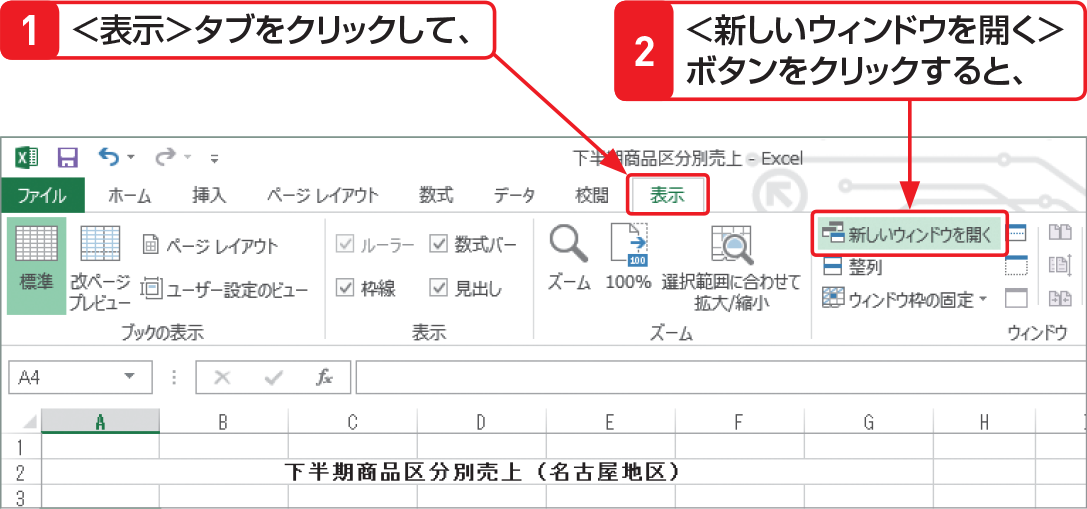 1 <表示>タブをクリックして、
2 <新しいウィンドウを開く>
ボタンをクリックすると、
下半期商品区分別売上 - Excel
ファイル ホーム 挿入 ページ レイアウト 数式 データ 校閲 表示
標準
改ページ
プレビュー
ページ レイアウト
ユーザー設定のビュー
ブックの表示
ルーラー 数式バー
枠線 見出し
表示
ズーム
100
100%
選択範囲に合わせて
拡大/縮小
ズーム
新しいウィンドウを開く
整列
ウィンドウ枠の固定
ウィンドウ
A4 fx
A B C D E F G H
1
2 下半期商品区分別売上（名古屋地区）
3